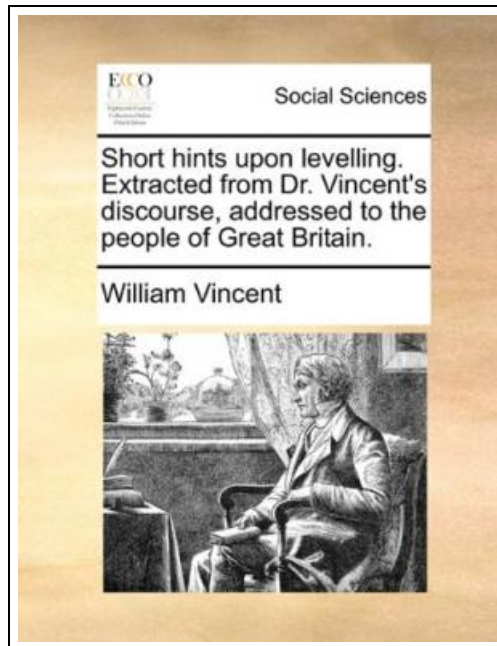 ECCO
Social Sciences
Short hints upon levelling.
Extracted from Dr. Vincent's
discourse, addressed to the
people of Great Britain.
William Vincent